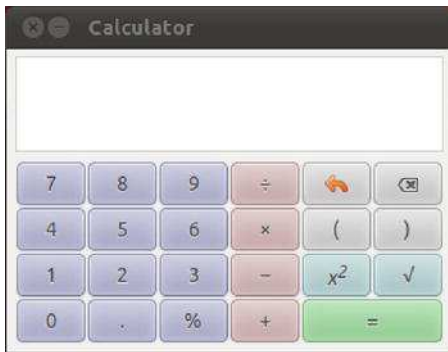 Calculator
7 8 9 ÷
4 5 6 × ( )
1 2 3 − x² √
0 . % + =